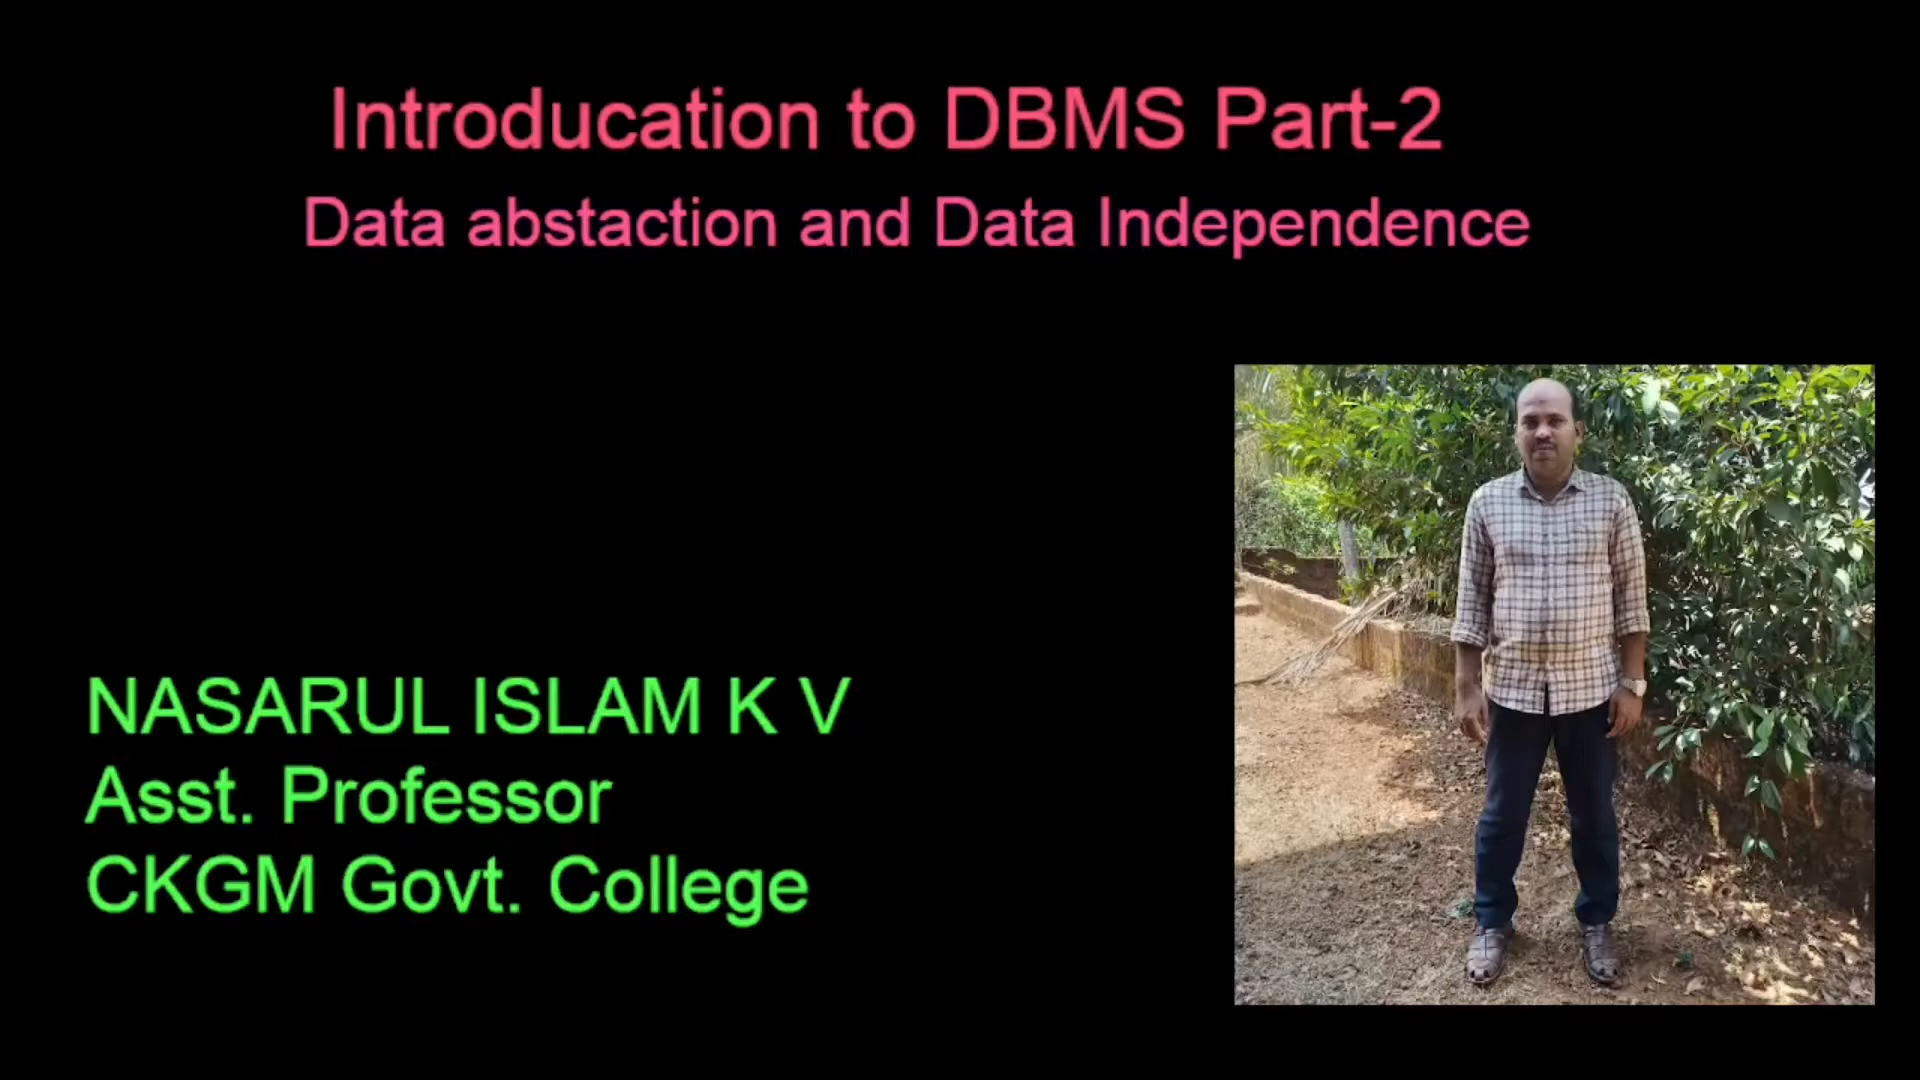 Introducation to DBMS Part-2
Data abstaction and Data Independence
NASARUL ISLAM K V
Asst. Professor
CKGM Govt. College